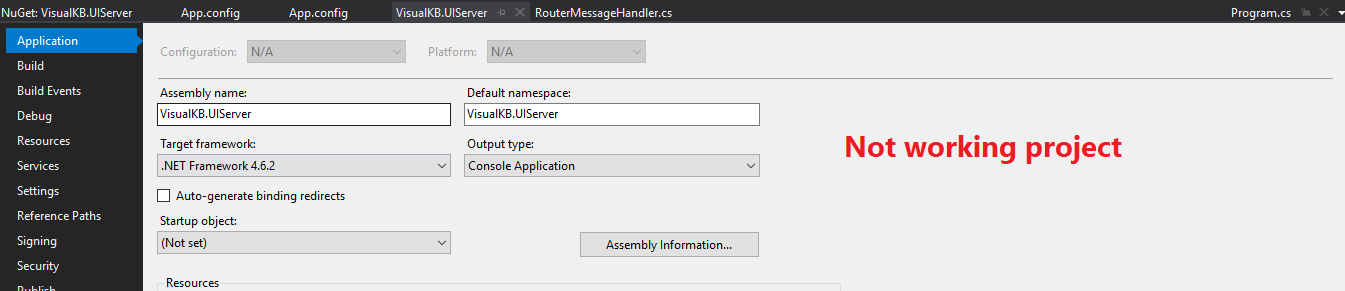 NuGet: VisualKB.UIServer App.config App.config VisualKB.UIServer RouterMessageHandler.cs Program.cs
Application
Build
Build Events
Debug
Resources
Services
Settings
Reference Paths
Signing
Security
Publish
Configuration: N/A Platform: N/A
Assembly name: Default namespace:
VisualKB.UIServer VisualKB.UIServer
Target framework: Output type:
.NET Framework 4.6.2 Console Application
Auto-generate binding redirects
Startup object:
(Not set) Assembly Information...
Resources
Not working project